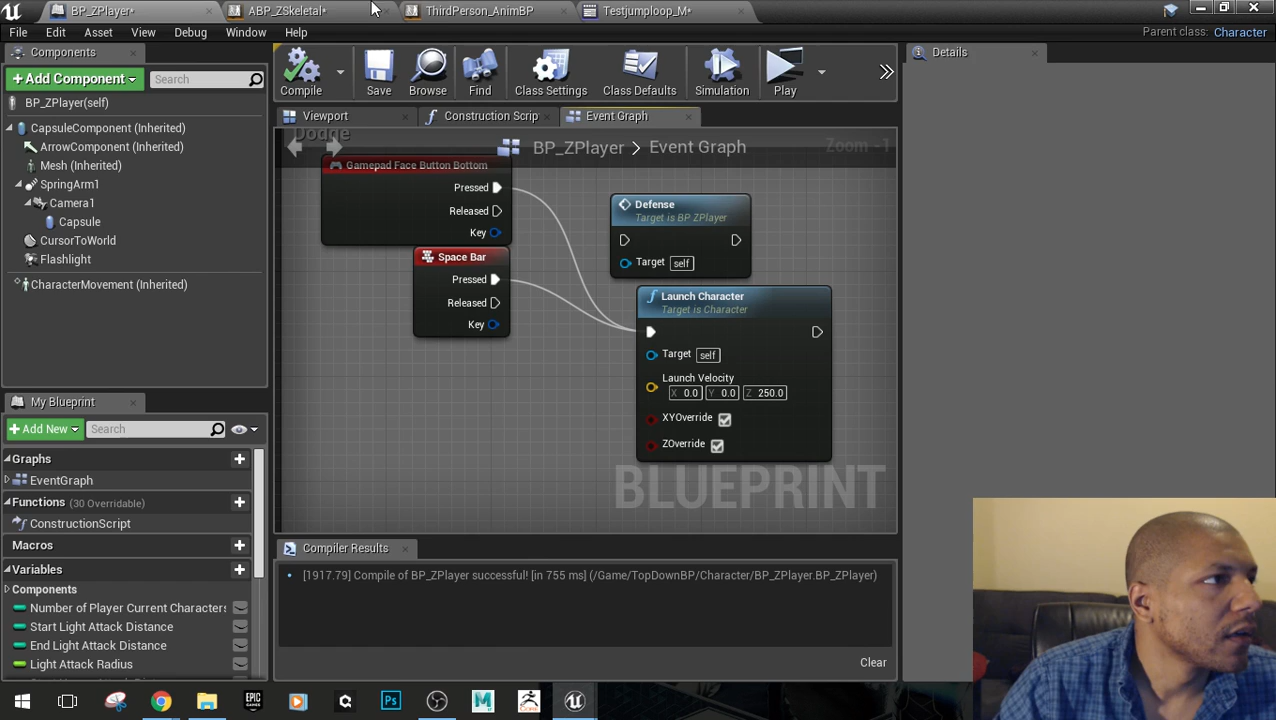 BP_ZPlayer*
ABP_ZSkeletal*
ThirdPerson_AnimBP
Testjumploop_M*
File Edit Asset View Debug Window Help
Parent class: Character
Components
+Add Component
Search
BP_ZPlayer(self)
CapsuleComponent (Inherited)
ArrowComponent (Inherited)
Mesh (Inherited)
SpringArm1
Camera1
Capsule
CursorToWorld
Flashlight
CharacterMovement (Inherited)
Compile
Save
Browse
Find
Class Settings
Class Defaults
Simulation
Play
Details
Viewport
Construction Scrip
Event Graph
Dodge
BP_ZPlayer > Event Graph
Zoom -1
Gamepad Face Button Bottom
Pressed
Released
Key
Space Bar
Pressed
Released
Key
Defense
Target is BP ZPlayer
Target self
Launch Character
Target is Character
Target self
Launch Velocity
X 0.0 Y 0.0 Z 250.0
XYOverride
ZOverride
BLUEPRINT
My Blueprint
+Add New
Search
Graphs
EventGraph
Functions (30 Overridable)
ConstructionScript
Macros
Variables
Components
Number of Player Current Characters
Start Light Attack Distance
End Light Attack Distance
Light Attack Radius
Compiler Results
[1917.79] Compile of BP_ZPlayer successful! [in 755 ms] (/Game/TopDownBP/Character/BP_ZPlayer.BP_ZPlayer)
Clear
EPIC
GAMES
Ps